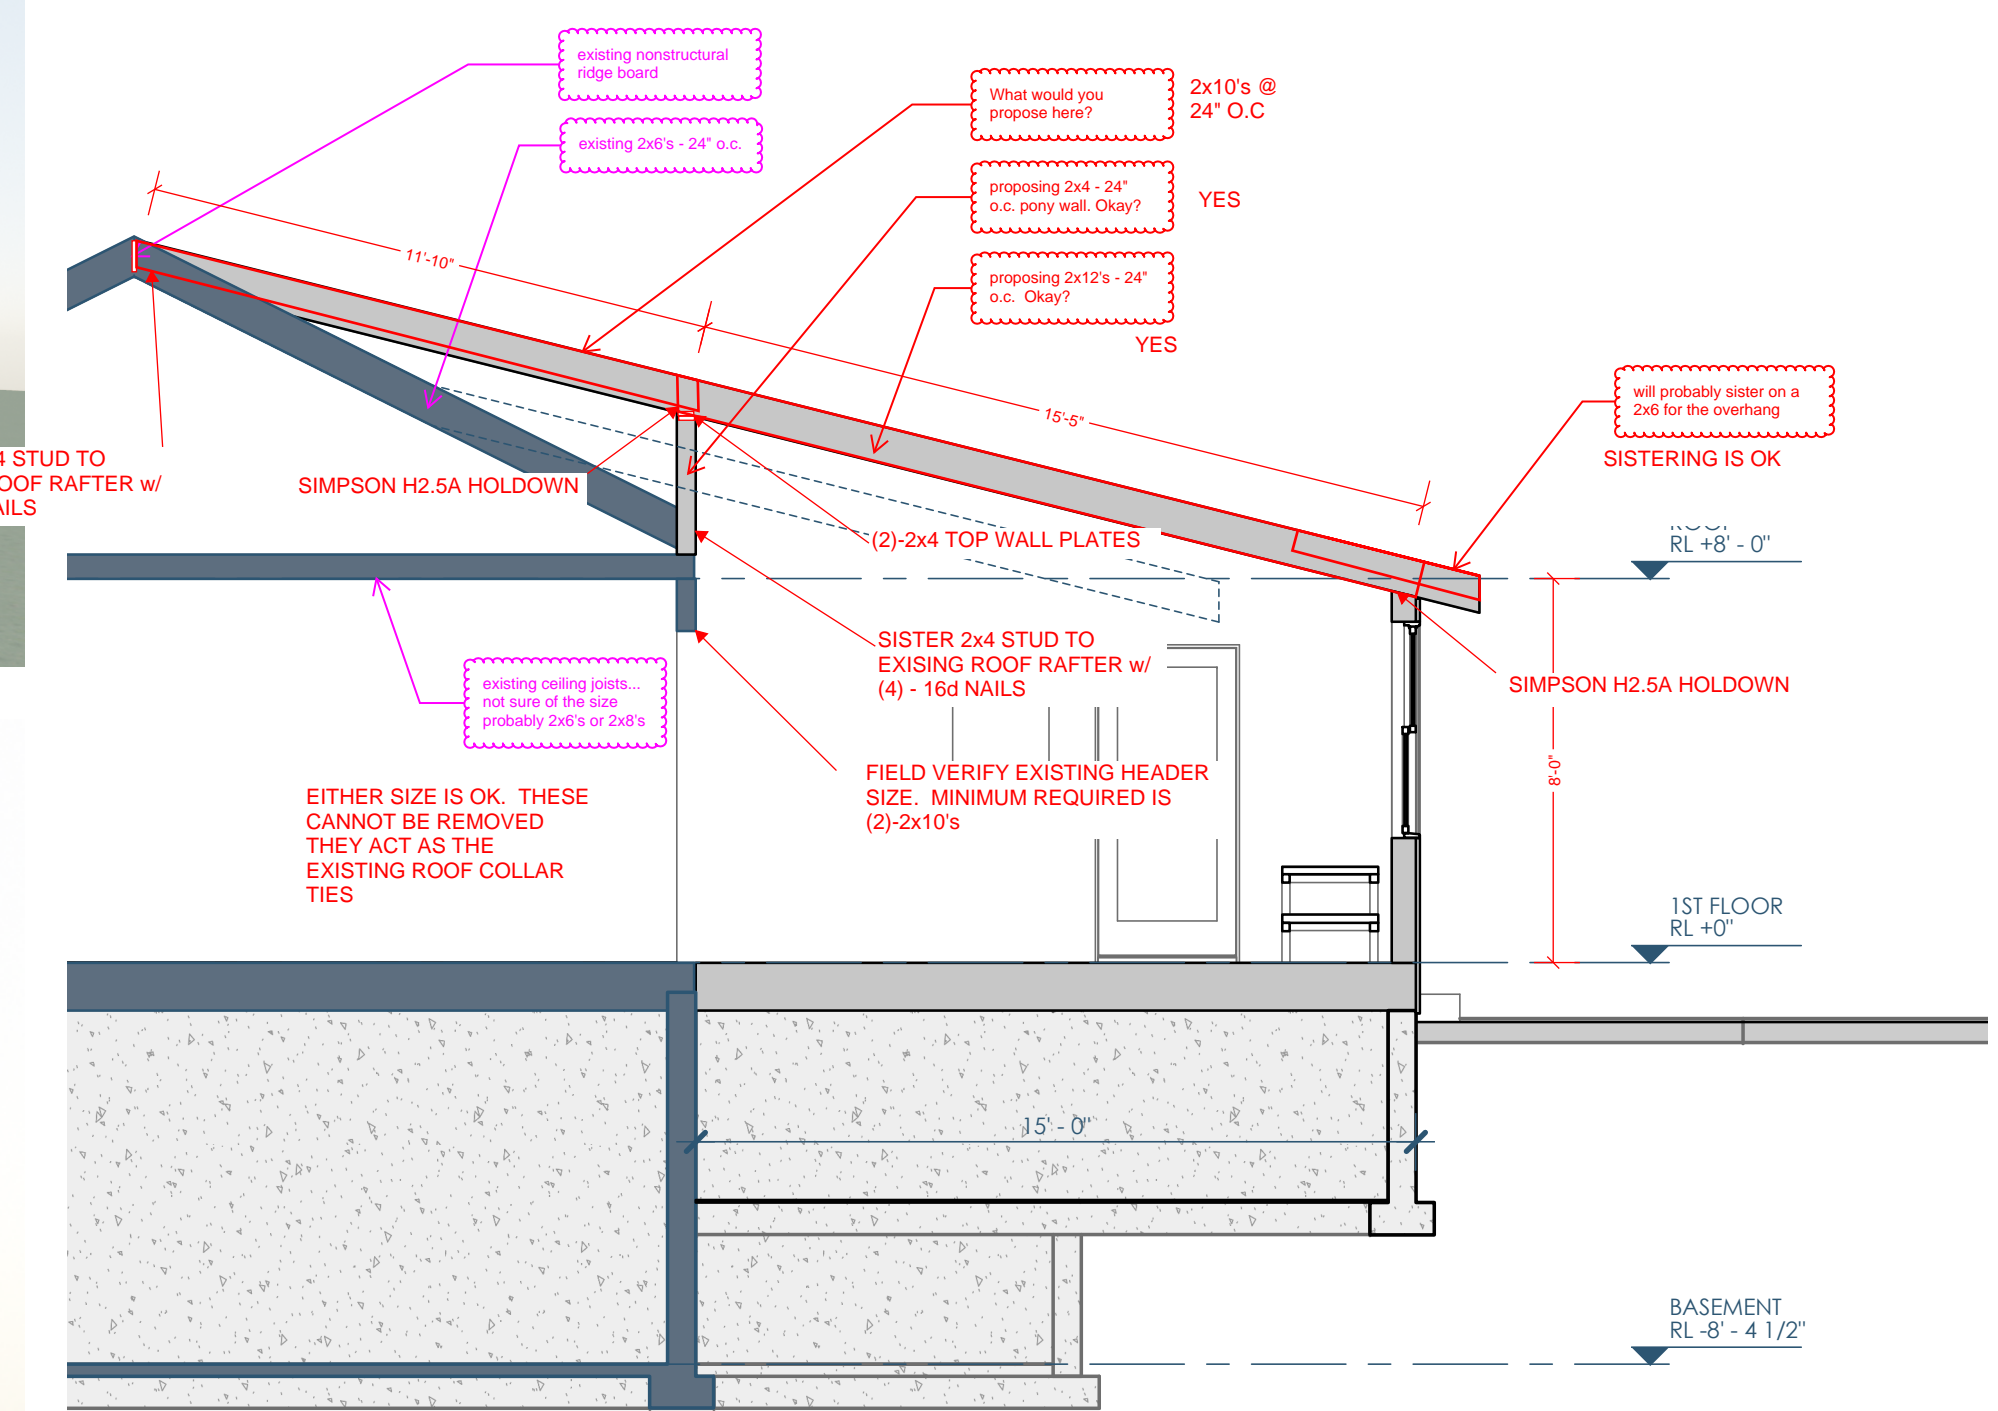 existing nonstructural
ridge board
existing 2x6's - 24" o.c.
What would you
propose here?
2x10's @
24" O.C
proposing 2x4 - 24"
o.c. pony wall. Okay?
YES
proposing 2x12's - 24"
o.c. Okay?
YES
11'-10"
15'-5"
will probably sister on a
2x6 for the overhang
SISTERING IS OK
4 STUD TO
OOF RAFTER w/
AILS
SIMPSON H2.5A HOLDOWN
(2)-2x4 TOP WALL PLATES
ROOF
RL +8' - 0"
SISTER 2x4 STUD TO
EXISING ROOF RAFTER w/
(4) - 16d NAILS
SIMPSON H2.5A HOLDOWN
existing ceiling joists...
not sure of the size
probably 2x6's or 2x8's
FIELD VERIFY EXISTING HEADER
SIZE. MINIMUM REQUIRED IS
(2)-2x10's
8'-0"
EITHER SIZE IS OK. THESE
CANNOT BE REMOVED
THEY ACT AS THE
EXISTING ROOF COLLAR
TIES
1ST FLOOR
RL +0"
15' - 0"
BASEMENT
RL -8' - 4 1/2"